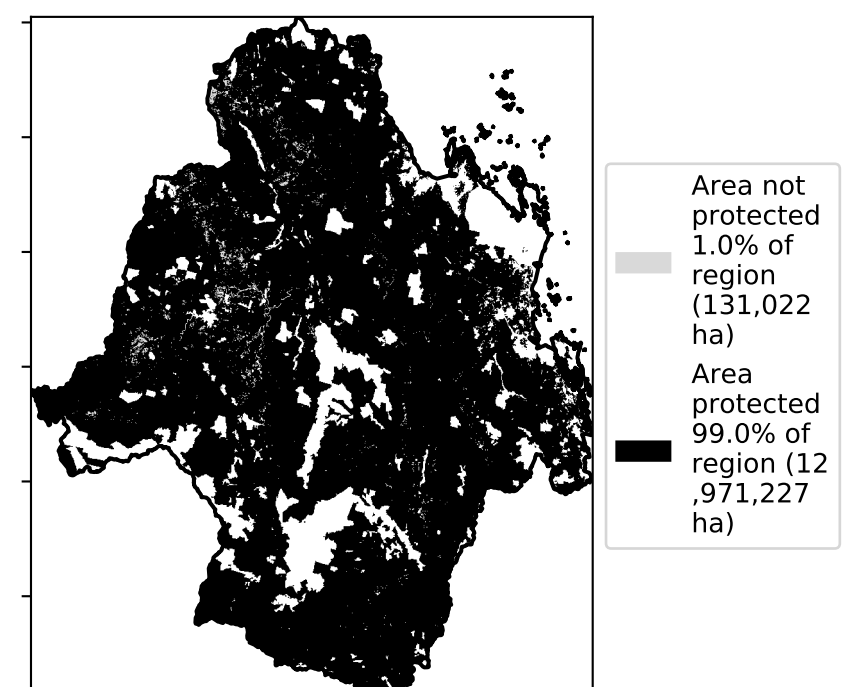 Area not
protected
1.0% of
region
(131,022
ha)
Area
protected
99.0% of
region (12
,971,227
ha)